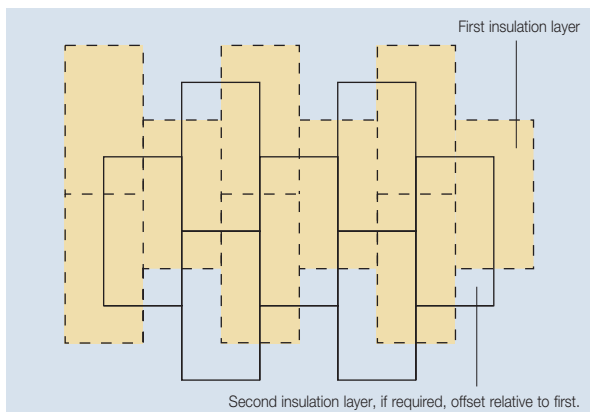 First insulation layer
Second insulation layer, if required, offset relative to first.